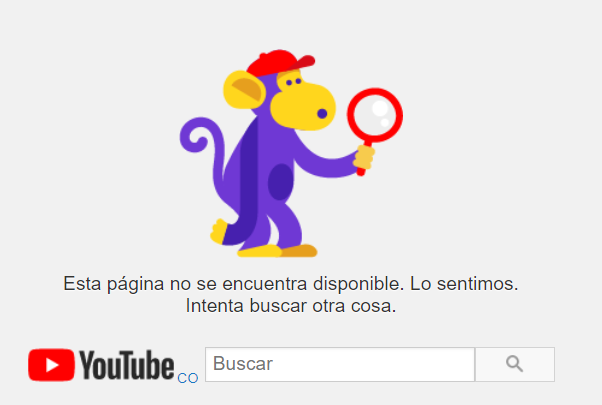 Esta página no se encuentra disponible. Lo sentimos.
Intenta buscar otra cosa.
YouTube CO Buscar